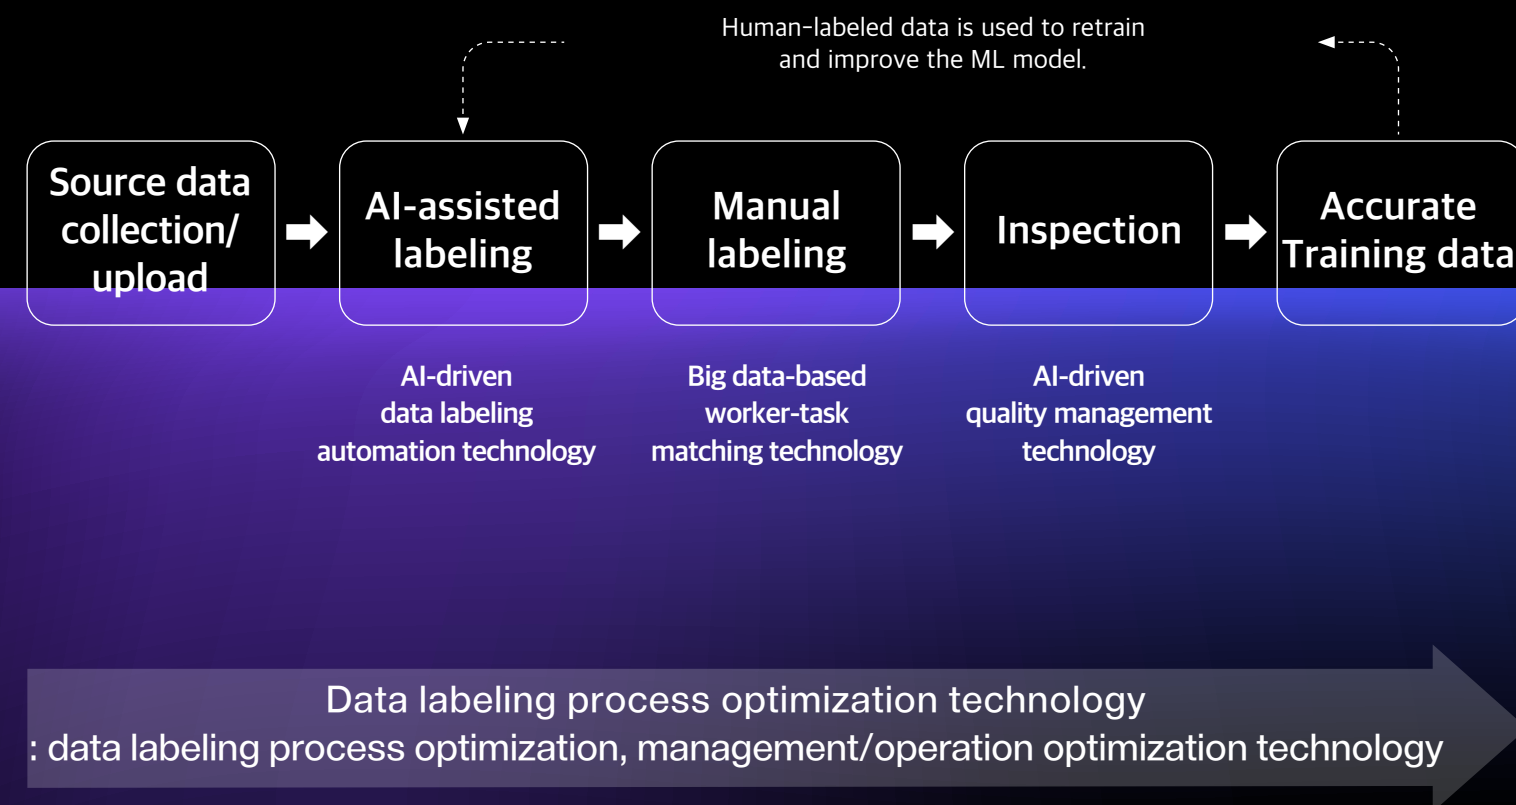 Human-labeled data is used to retrain
and improve the ML model.
Source data
collection/
upload
AI-assisted
labeling
Manual
labeling
Inspection
Accurate
Training data
AI-driven
data labeling
automation technology
Big data-based
worker-task
matching technology
AI-driven
quality management
technology
Data labeling process optimization technology
: data labeling process optimization, management/operation optimization technology